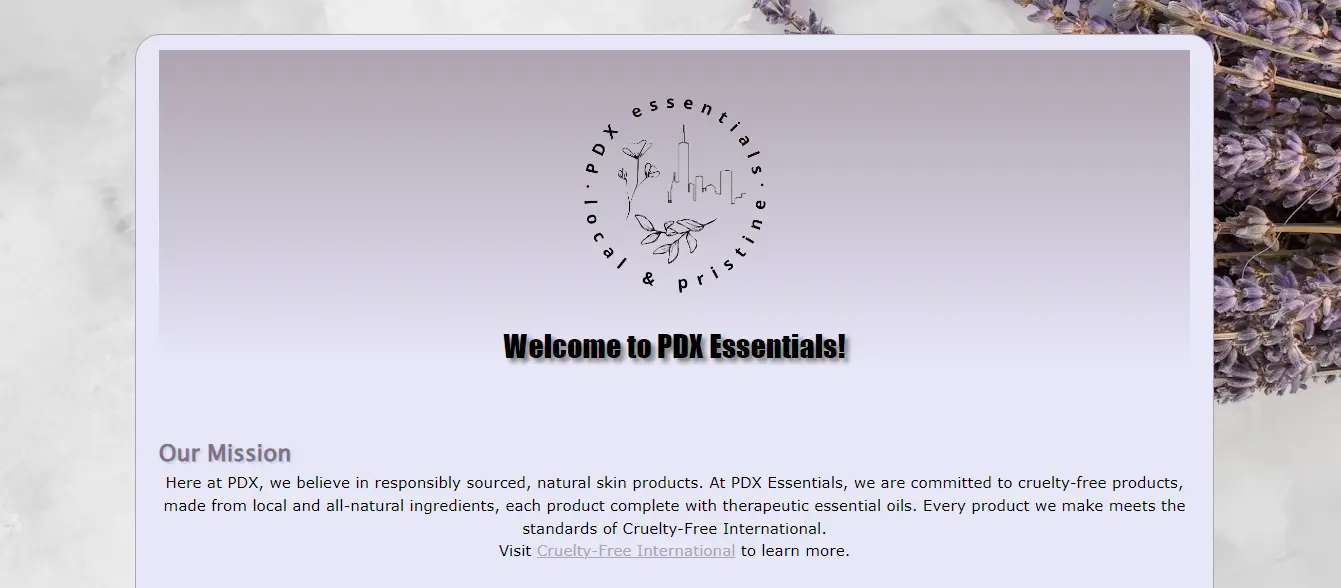 · PDX essentials · local & pristine
Welcome to PDX Essentials!
Our Mission
Here at PDX, we believe in responsibly sourced, natural skin products. At PDX Essentials, we are committed to cruelty-free products,
made from local and all-natural ingredients, each product complete with therapeutic essential oils. Every product we make meets the
standards of Cruelty-Free International.
Visit Cruelty-Free International to learn more.